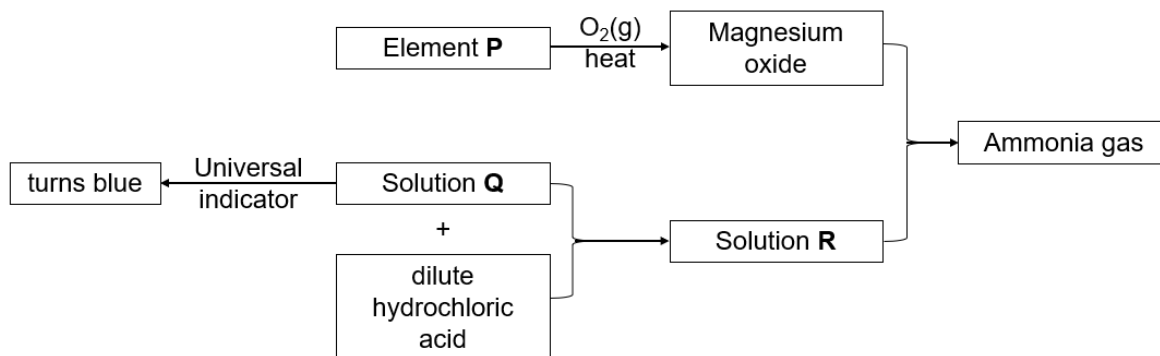 Element P
O₂(g)
heat
Magnesium
oxide
Ammonia gas
turns blue
Universal
indicator
Solution Q
+
dilute
hydrochloric
acid
Solution R